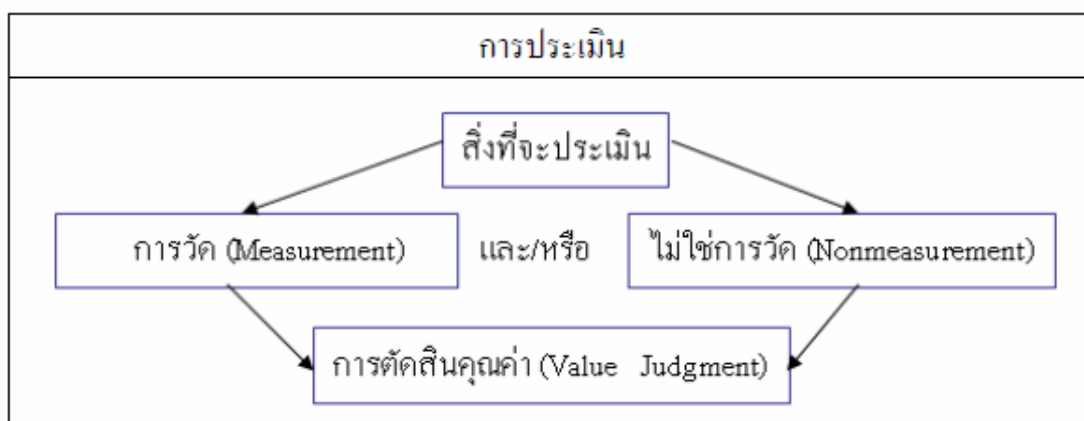 การประเมิน
สิ่งที่จะประเมิน
การวัด (Measurement) และ/หรือ ไม่ใช่การวัด (Nonmeasurement)
การตัดสินคุณค่า (Value Judgment)